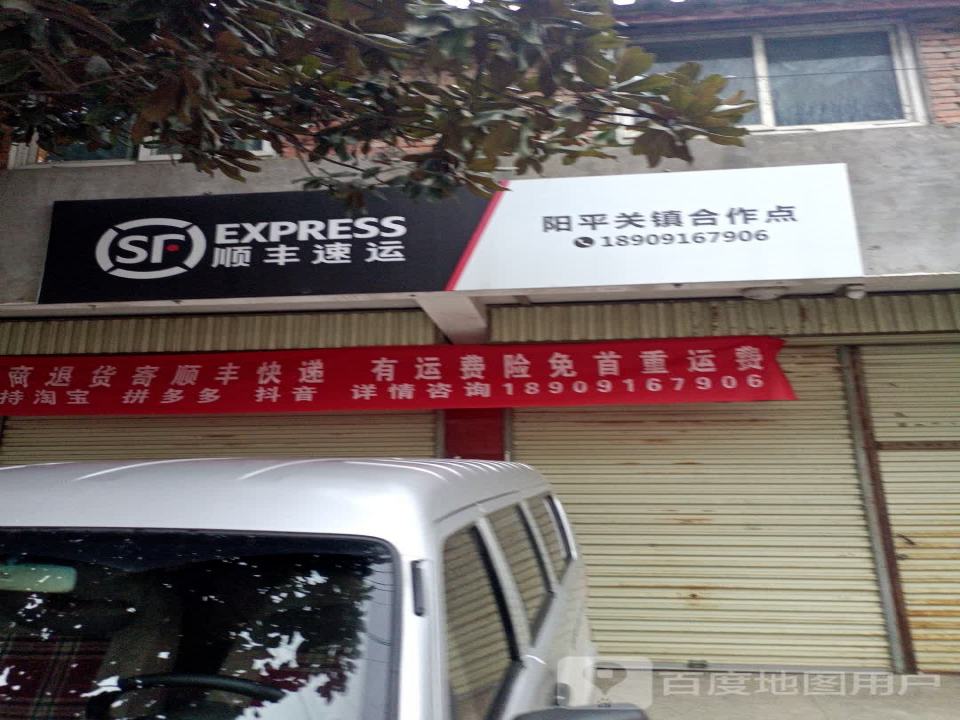 SF EXPRESS
顺丰速运
阳平关镇合作点
18909167906
商退货寄顺丰快递 有运费险免首重运费
持淘宝 拼多多 抖音 详情咨询18909167906
百度地图用户